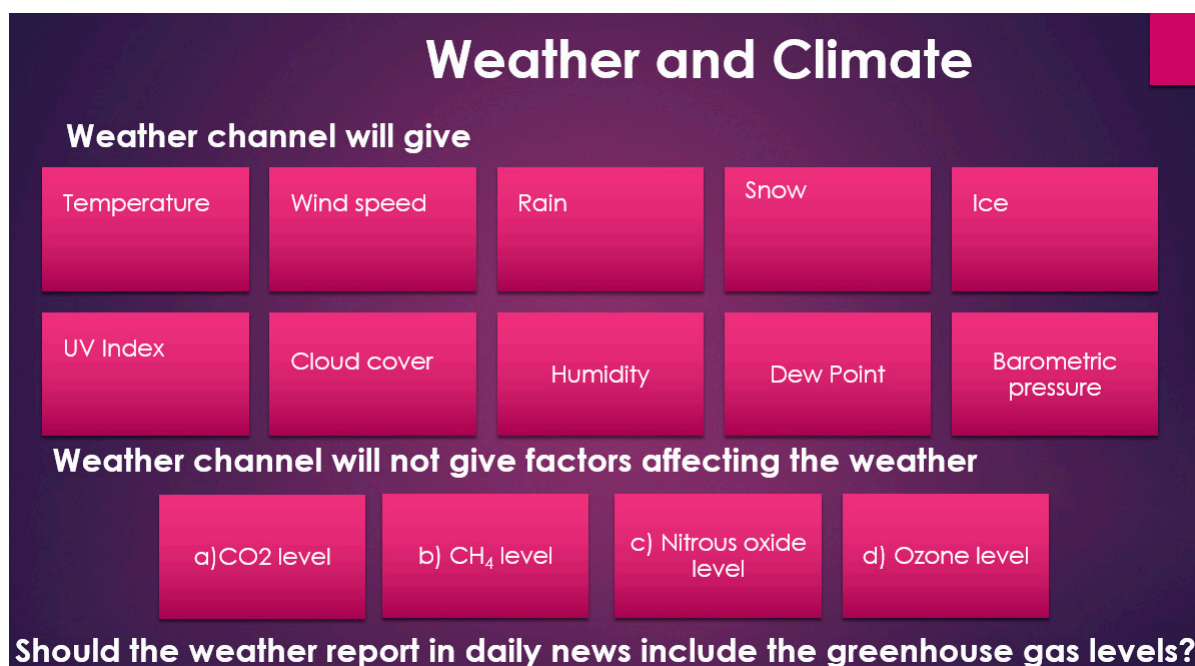 Weather and Climate
Weather channel will give
Temperature
Wind speed
Rain
Snow
Ice
UV Index
Cloud cover
Humidity
Dew Point
Barometric
pressure
Weather channel will not give factors affecting the weather
a)CO2 level
b) CH₄ level
c) Nitrous oxide
level
d) Ozone level
Should the weather report in daily news include the greenhouse gas levels?